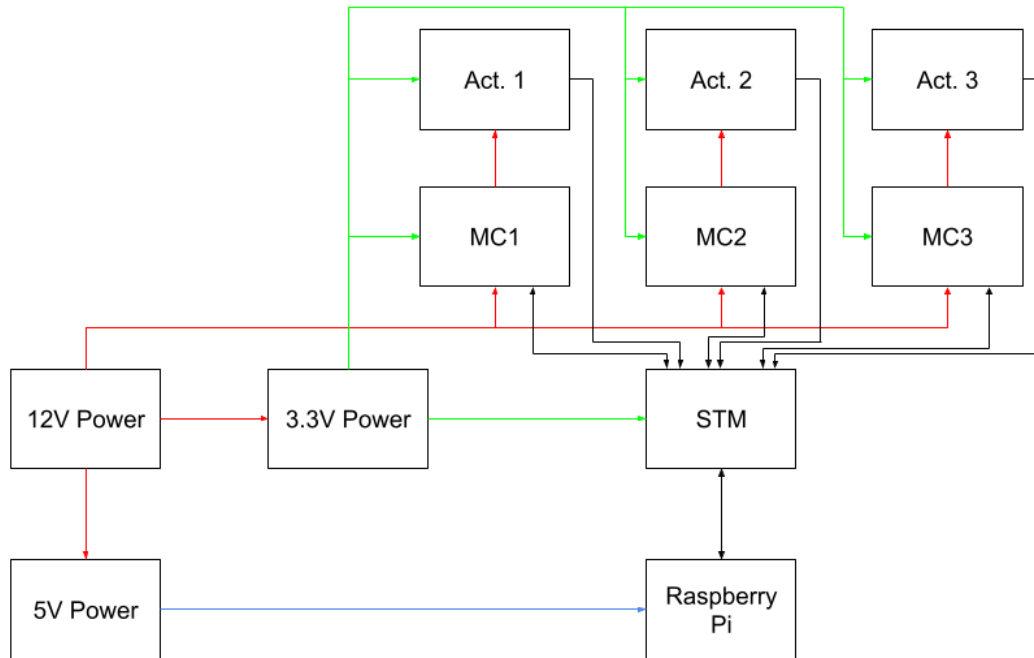 Act. 1
Act. 2
Act. 3
MC1
MC2
MC3
12V Power
3.3V Power
STM
5V Power
Raspberry
Pi